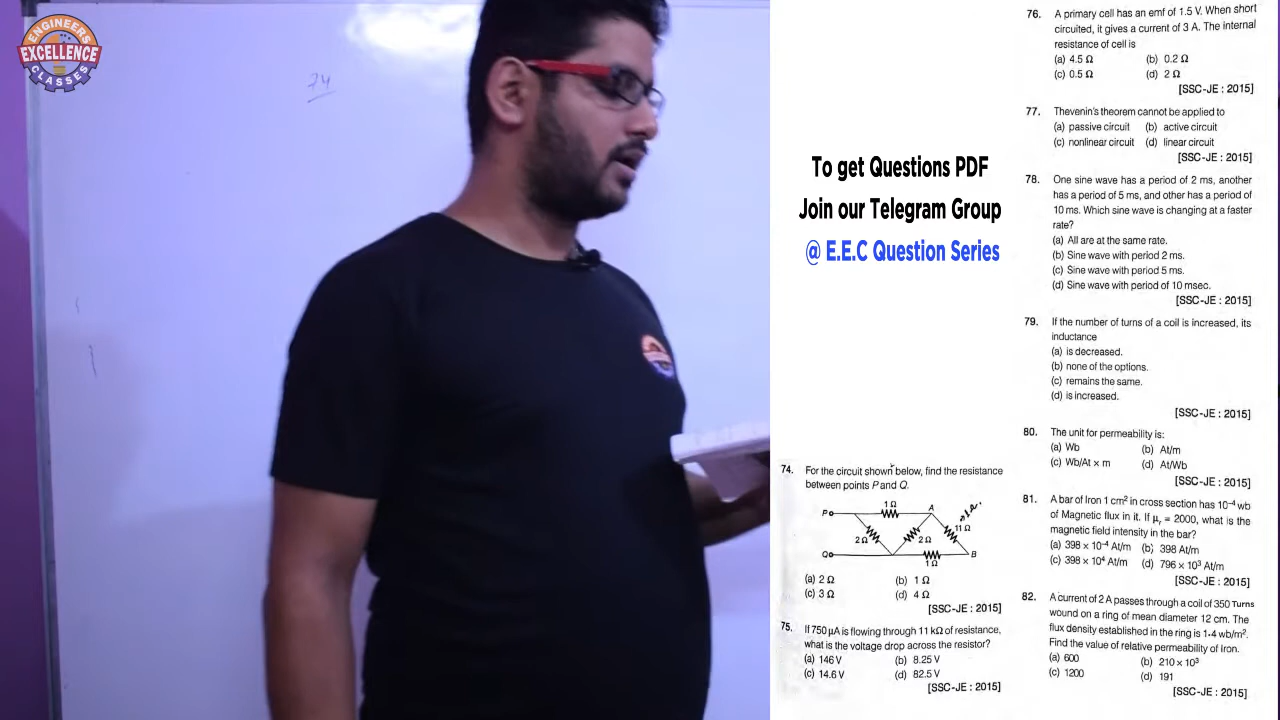 ENGINEERS
EXCELLENCE
CLASSES
74
To get Questions PDF
Join our Telegram Group
@ E.E.C Question Series
74. For the circuit shown below, find the resistance
between points P and Q.
1 Ω
P
A
11 Ω
2 Ω
2 Ω
Q
B
1 Ω
(a) 2 Ω (b) 1 Ω
(c) 3 Ω (d) 4 Ω
[SSC-JE : 2015]
75. If 750 µA is flowing through 11 kΩ of resistance,
what is the voltage drop across the resistor?
(a) 146 V (b) 8.25 V
(c) 14.6 V (d) 82.5 V
[SSC-JE : 2015]
76. A primary cell has an emf of 1.5 V. When short
circuited, it gives a current of 3 A. The internal
resistance of cell is
(a) 4.5 Ω (b) 0.2 Ω
(c) 0.5 Ω (d) 2 Ω
[SSC-JE : 2015]
77. Thevenin's theorem cannot be applied to
(a) passive circuit (b) active circuit
(c) nonlinear circuit (d) linear circuit
[SSC-JE : 2015]
78. One sine wave has a period of 2 ms, another
has a period of 5 ms, and other has a period of
10 ms. Which sine wave is changing at a faster
rate?
(a) All are at the same rate.
(b) Sine wave with period 2 ms.
(c) Sine wave with period 5 ms.
(d) Sine wave with period of 10 msec.
[SSC-JE : 2015]
79. If the number of turns of a coil is increased, its
inductance
(a) is decreased.
(b) none of the options.
(c) remains the same.
(d) is increased.
[SSC-JE : 2015]
80. The unit for permeability is:
(a) Wb (b) At/m
(c) Wb/At × m (d) At/Wb
[SSC-JE : 2015]
81. A bar of Iron 1 cm² in cross section has 10⁻⁴ wb
of Magnetic flux in it. If µᵣ = 2000, what is the
magnetic field intensity in the bar?
(a) 398 × 10⁻⁴ At/m (b) 398 At/m
(c) 398 × 10⁴ At/m (d) 796 × 10³ At/m
[SSC-JE : 2015]
82. A current of 2 A passes through a coil of 350 Turns
wound on a ring of mean diameter 12 cm. The
flux density established in the ring is 1·4 wb/m².
Find the value of relative permeability of Iron.
(a) 600 (b) 210 × 10³
(c) 1200 (d) 191
[SSC-JE : 2015]